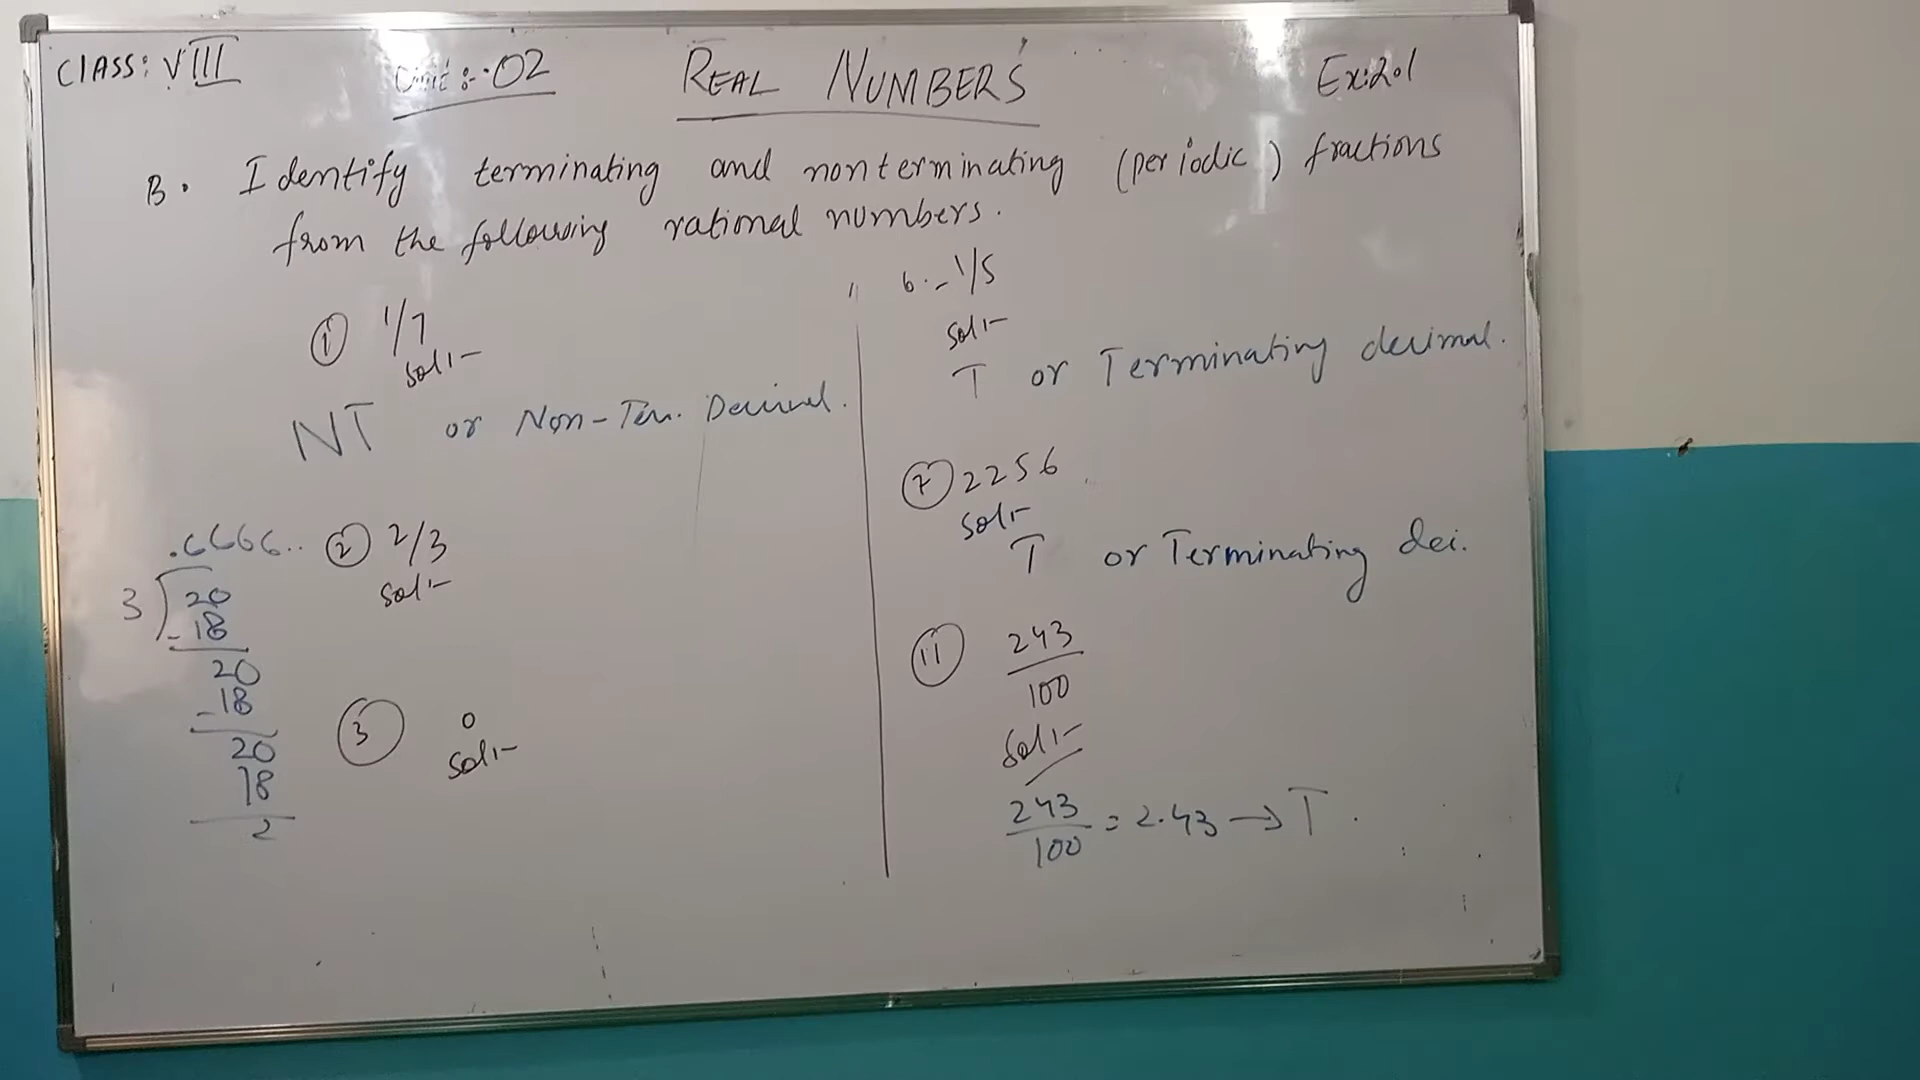 CLASS: VIII Unit :- 02 REAL NUMBERS Ex:2.1
B. Identify terminating and nonterminating (periodic) fractions
from the following rational numbers.
① 1/7
Sol:-
NT or Non-Ter. Decimal.
.6666.. ② 2/3
Sol:-
3 20
- 18
20
- 18
20
18
2
③ 0
Sol:-
6. - 1/5
Sol:-
T or Terminating decimal.
⑦ 2256
Sol:-
T or Terminating dei.
⑪ 243
100
Sol:-
243
100 = 2.43 → T.